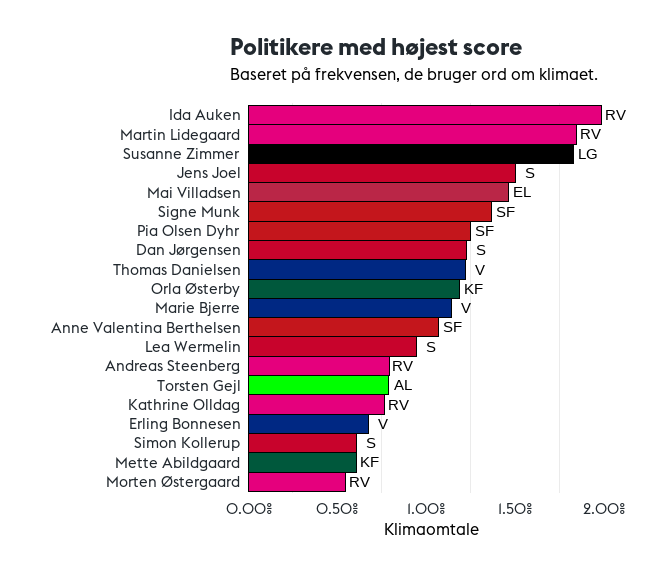 Politikere med højest score
Baseret på frekvensen, de bruger ord om klimaet.
Ida Auken RV
Martin Lidegaard RV
Susanne Zimmer LG
Jens Joel S
Mai Villadsen EL
Signe Munk SF
Pia Olsen Dyhr SF
Dan Jørgensen S
Thomas Danielsen V
Orla Østerby KF
Marie Bjerre V
Anne Valentina Berthelsen SF
Lea Wermelin S
Andreas Steenberg RV
Torsten Gejl AL
Kathrine Olldag RV
Erling Bonnesen V
Simon Kollerup S
Mette Abildgaard KF
Morten Østergaard RV
0.00% 0.50% 1.00% 1.50% 2.00%
Klimaomtale